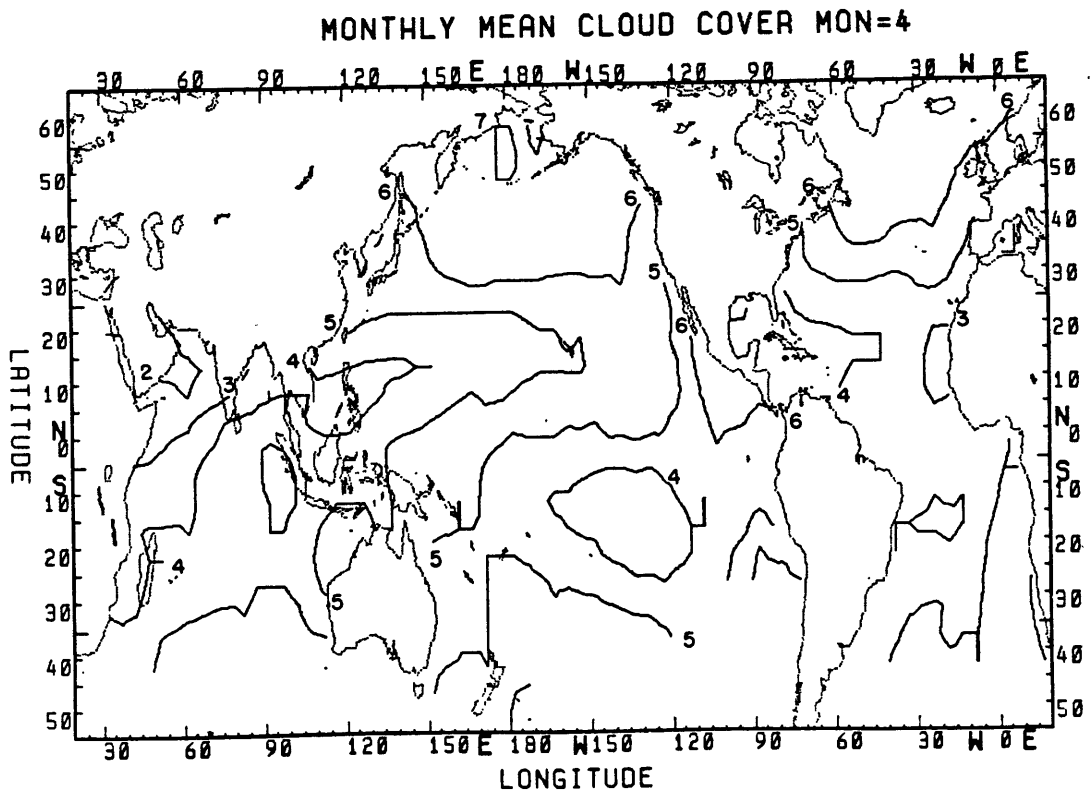 MONTHLY MEAN CLOUD COVER MON=4
30 60 90 120 150 E 180 W 150 120 90 60 30 W 0 E
60 7 6 60
50 6 6 6 50
40 5 40
30 5 30
20 5 6 3 20
LATITUDE
10 2 3 4 4 10
N 6 N
0 0
S 4 S
10 10
20 4 5 20
30 5 30
40 5 40
50 50
30 60 90 120 150 E 180 W 150 120 90 60 30 W 0 E
LONGITUDE